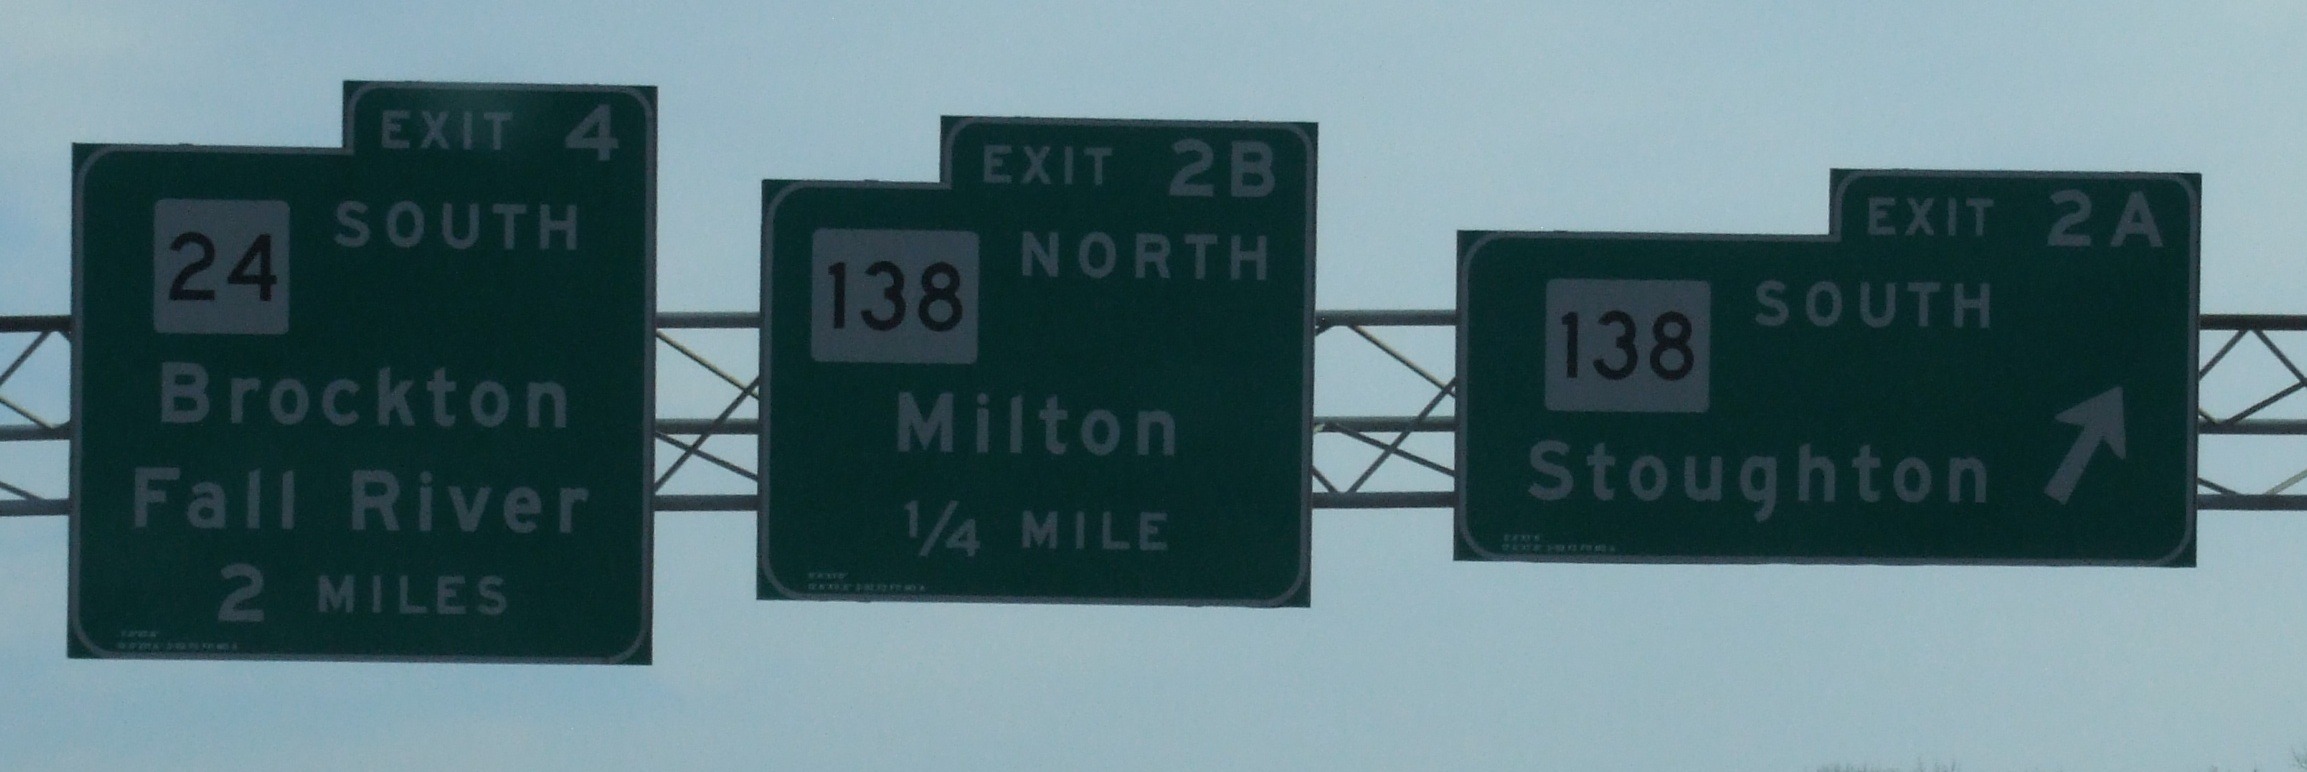 EXIT 4
24 SOUTH
Brockton
Fall River
2 MILES
EXIT 2B
138 NORTH
Milton
1/4 MILE
EXIT 2A
138 SOUTH
Stoughton